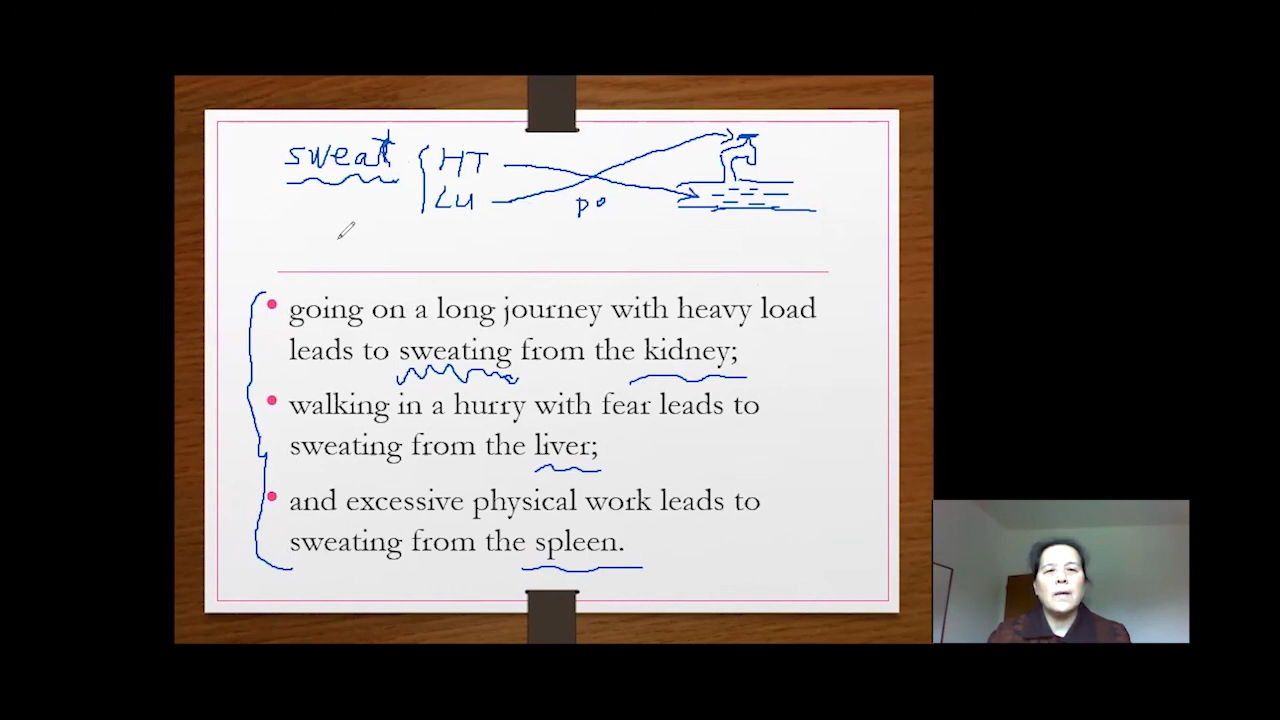 sweat { HT
LU
po
• going on a long journey with heavy load
leads to sweating from the kidney;
• walking in a hurry with fear leads to
sweating from the liver;
• and excessive physical work leads to
sweating from the spleen.